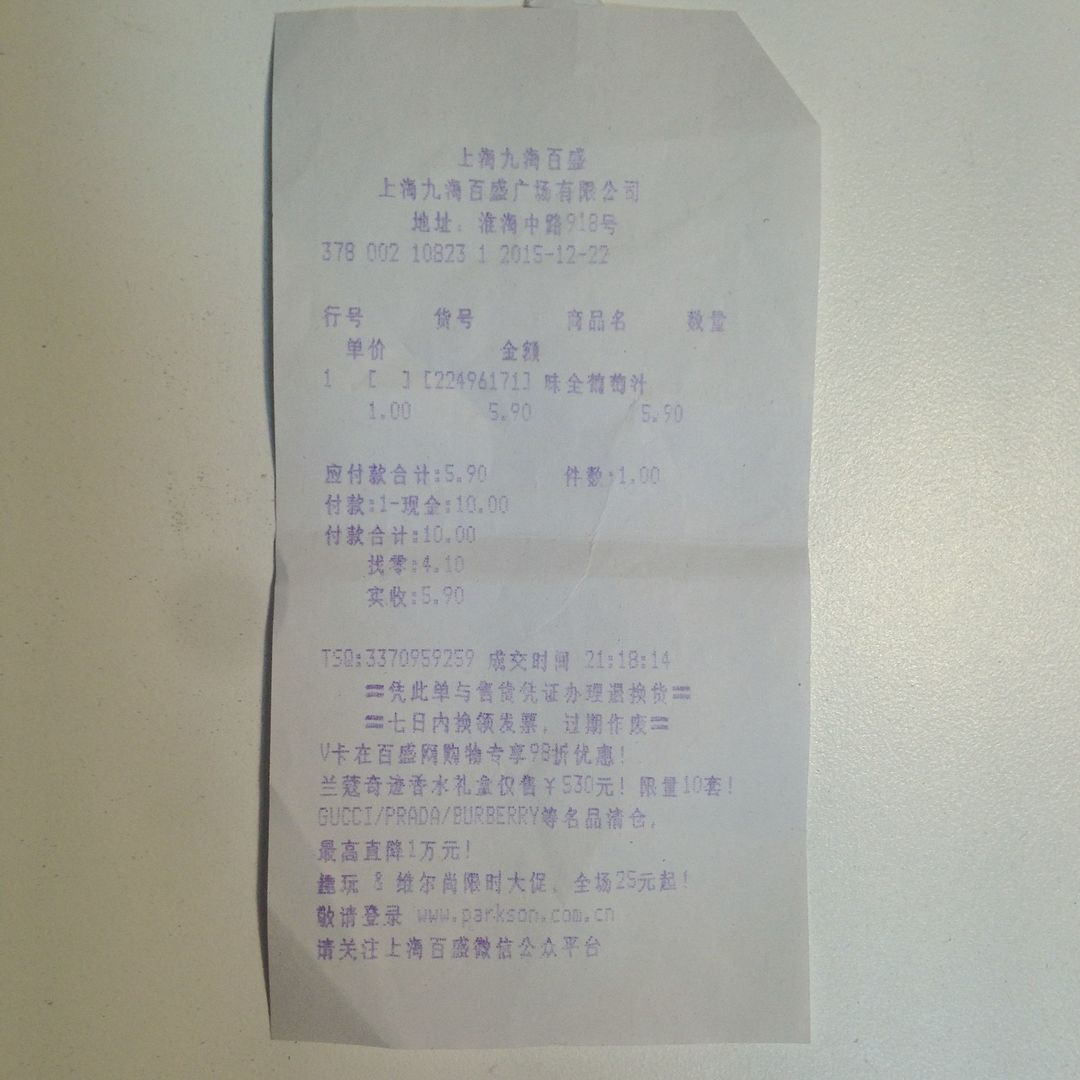 上海九海百盛
上海九海百盛广场有限公司
地址：淮海中路918号
378 002 10823 1 2015-12-22
行号 货号 商品名 数量
单价 金额
1 [ ] [22496171] 味全葡萄汁
1.00 5.90 5.90
应付款合计:5.90 件数:1.00
付款:1-现金:10.00
付款合计:10.00
找零:4.10
实收:5.90
TSQ:3370959259 成交时间 21:18:14
=凭此单与售货凭证办理退换货=
=七日内换领发票，过期作废=
V卡在百盛网购物专享98折优惠！
兰蔻奇迹香水礼盒仅售￥530元！限量10套！
GUCCI/PRADA/BURBERRY等名品清仓，
最高直降1万元！
趣玩 & 维尔尚限时大促，全场25元起！
敬请登录 www.parkson.com.cn
请关注上海百盛微信公众平台